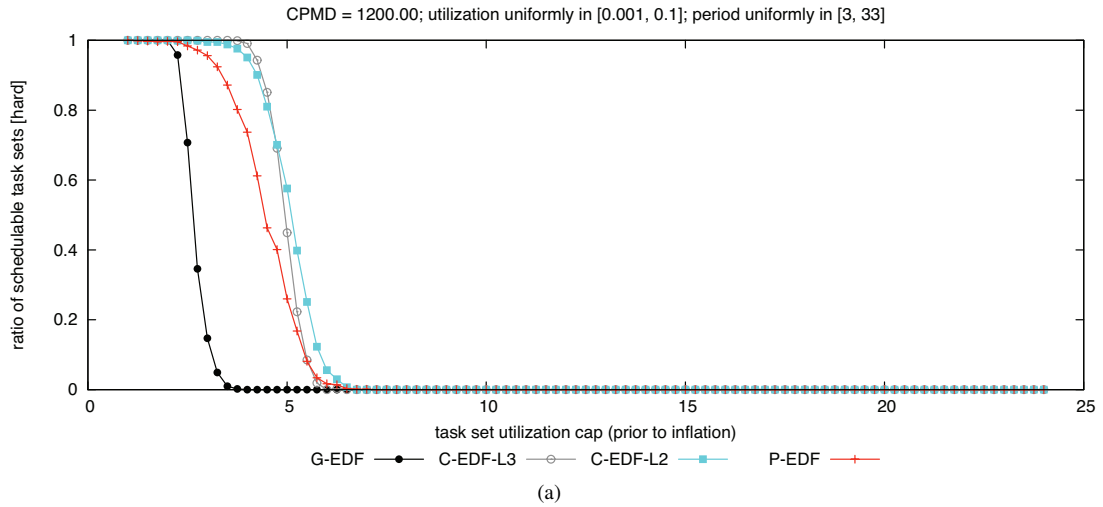 CPMD = 1200.00; utilization uniformly in [0.001, 0.1]; period uniformly in [3, 33]
ratio of schedulable task sets [hard]
1
0.8
0.6
0.4
0.2
0
0 5 10 15 20 25
task set utilization cap (prior to inflation)
G-EDF C-EDF-L3 C-EDF-L2 P-EDF
(a)